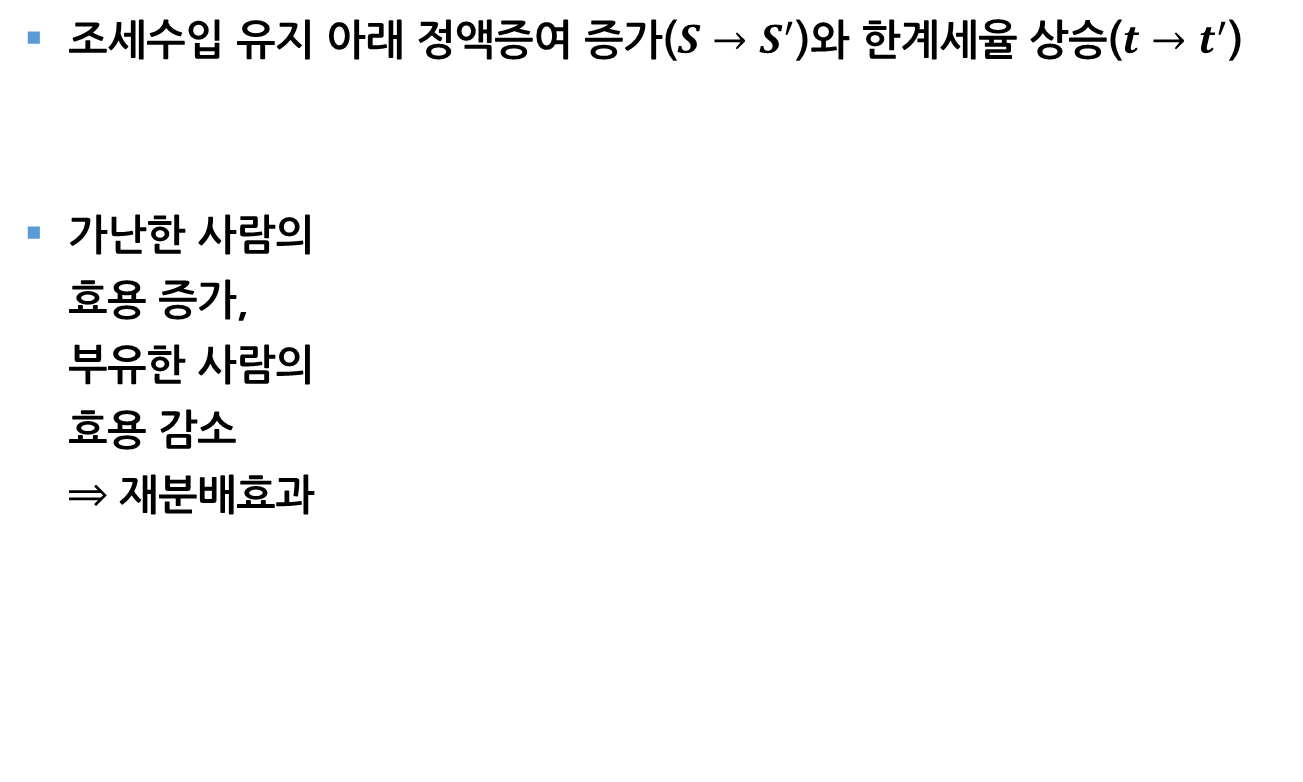 ▪ 조세수입 유지 아래 정액증여 증가(S → S′)와 한계세율 상승(t → t′)
▪ 가난한 사람의
효용 증가,
부유한 사람의
효용 감소
⇒ 재분배효과